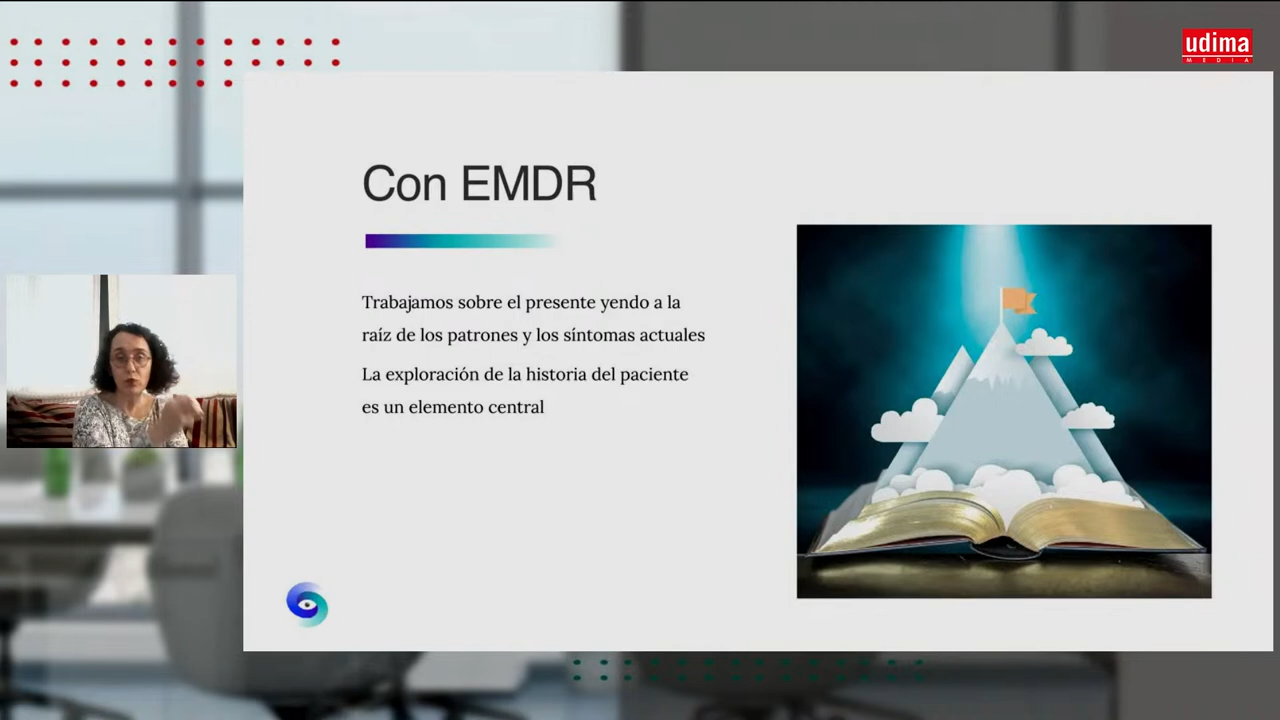 udima
MEDIA
Con EMDR
Trabajamos sobre el presente yendo a la
raíz de los patrones y los síntomas actuales
La exploración de la historia del paciente
es un elemento central